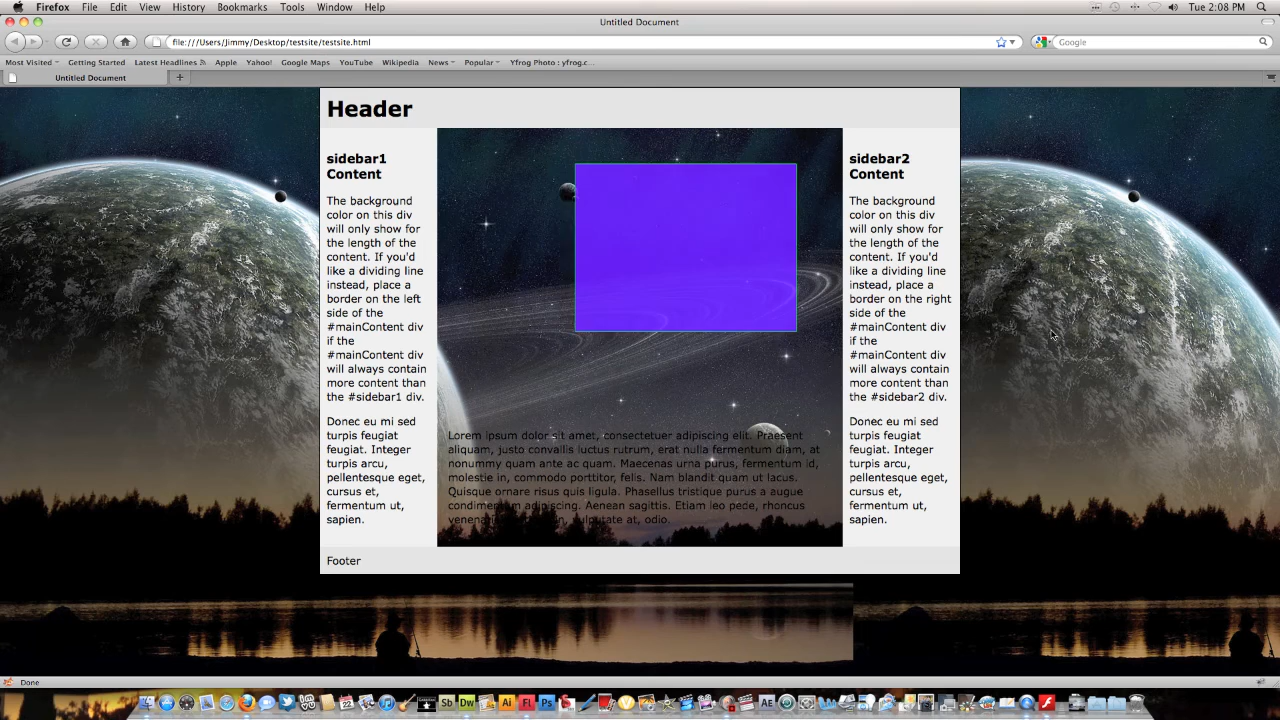 Firefox File Edit View History Bookmarks Tools Window Help Tue 2:08 PM
Untitled Document
file:///Users/Jimmy/Desktop/testsite/testsite.html Google
Most Visited Getting Started Latest Headlines Apple Yahoo! Google Maps YouTube Wikipedia News Popular Yfrog Photo : yfrog.c...
Untitled Document
Header
sidebar1
Content
The background
color on this div
will only show for
the length of the
content. If you'd
like a dividing line
instead, place a
border on the left
side of the
#mainContent div
if the
#mainContent div
will always contain
more content than
the #sidebar1 div.
Donec eu mi sed
turpis feugiat
feugiat. Integer
turpis arcu,
pellentesque eget,
cursus et,
fermentum ut,
sapien.
Lorem ipsum dolor sit amet, consectetuer adipiscing elit. Praesent
aliquam, justo convallis luctus rutrum, erat nulla fermentum diam, at
nonummy quam ante ac quam. Maecenas urna purus, fermentum id,
molestie in, commodo porttitor, felis. Nam blandit quam ut lacus.
Quisque ornare risus quis ligula. Phasellus tristique purus a augue
condimentum adipiscing. Aenean sagittis. Etiam leo pede, rhoncus
vulputate at, odio.
sidebar2
Content
The background
color on this div
will only show for
the length of the
content. If you'd
like a dividing line
instead, place a
border on the right
side of the
#mainContent div
if the
#mainContent div
will always contain
more content than
the #sidebar2 div.
Donec eu mi sed
turpis feugiat
feugiat. Integer
turpis arcu,
pellentesque eget,
cursus et,
fermentum ut,
sapien.
Footer
Done
Sb Dw Ai Fl Ps AE